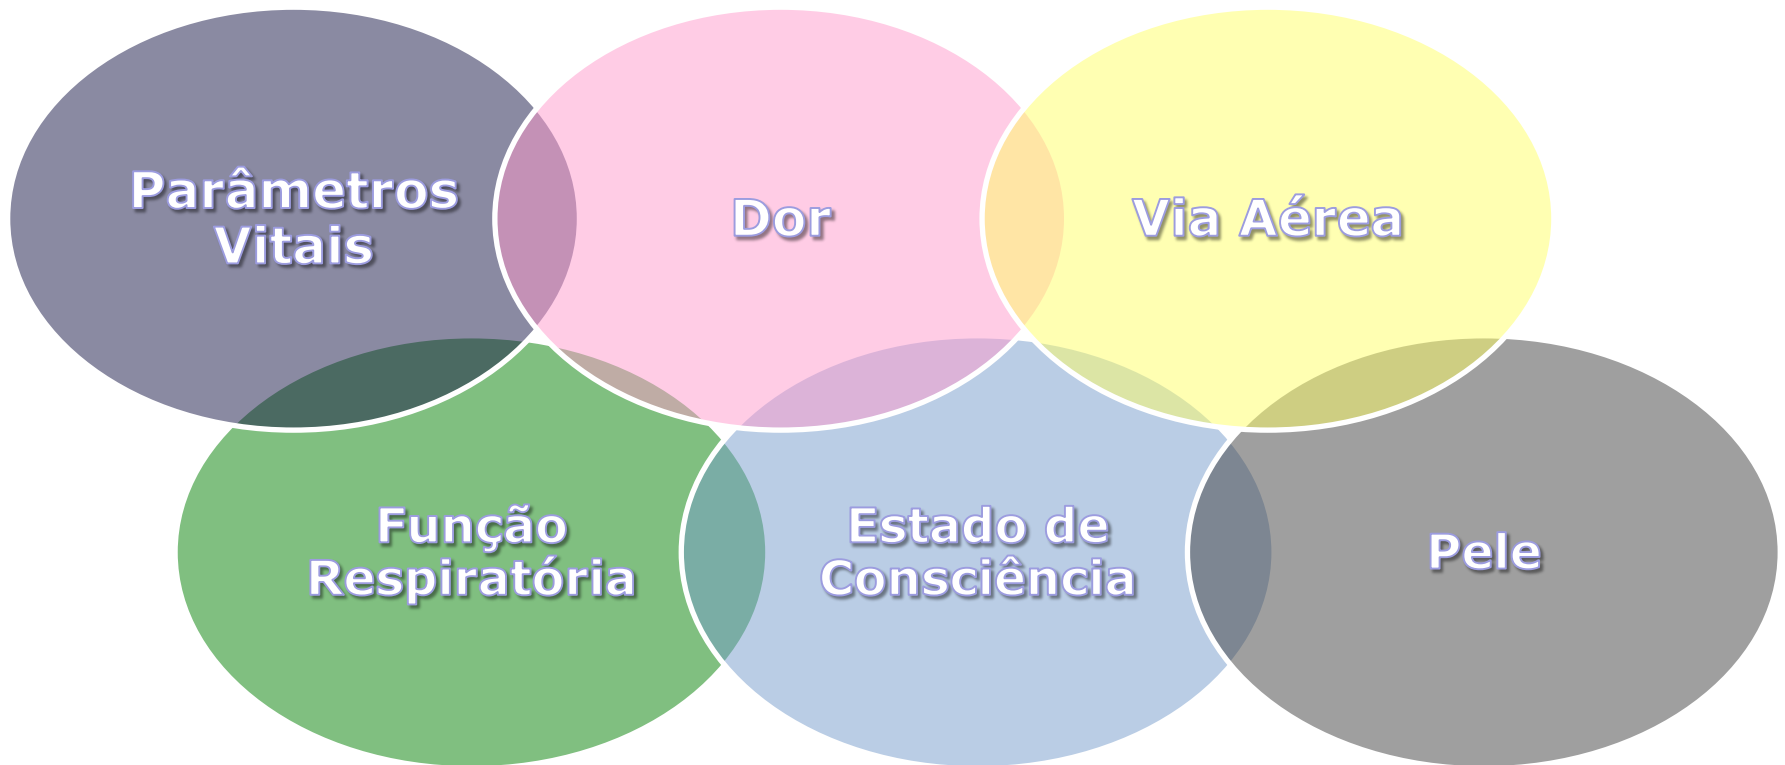 Parâmetros
Vitais
Dor
Via Aérea
Função
Respiratória
Estado de
Consciência
Pele